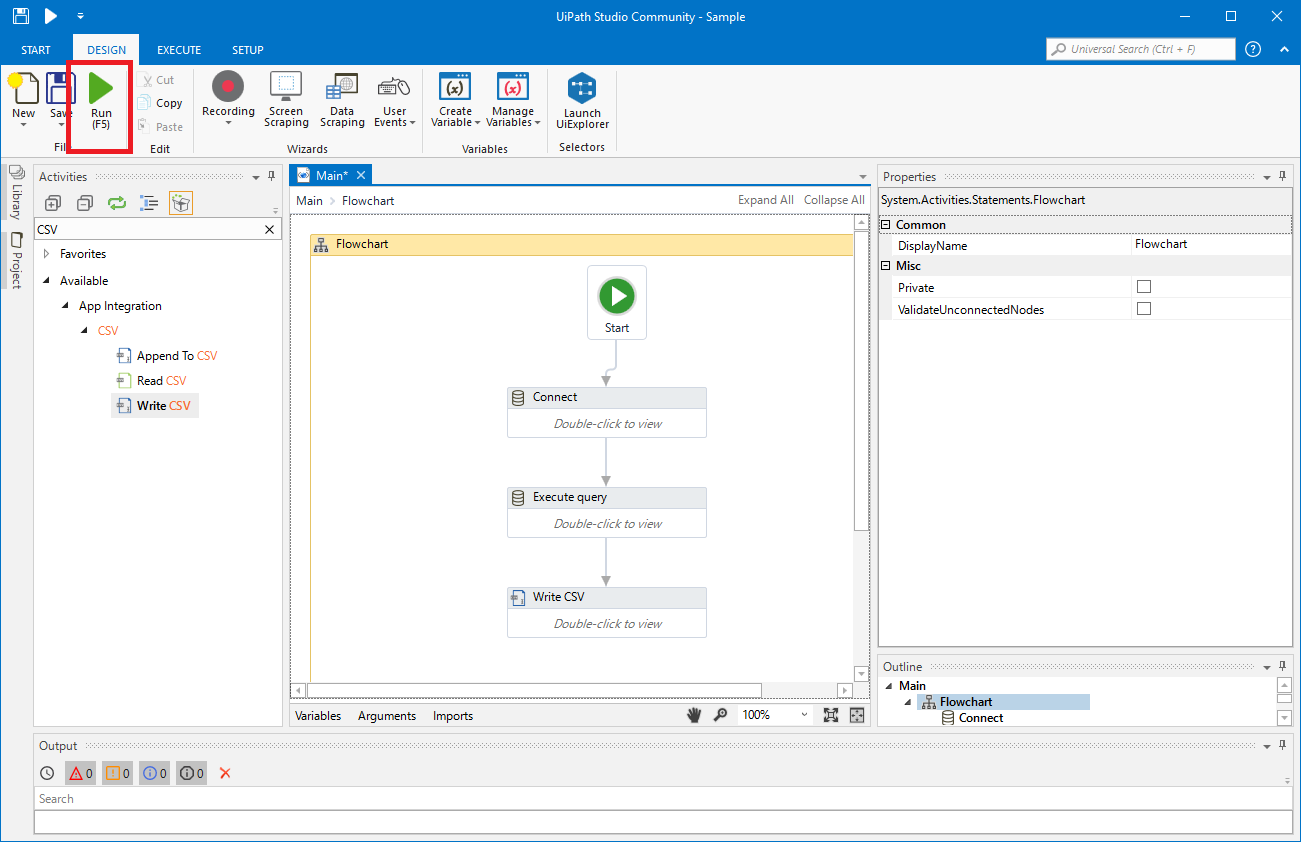 UiPath Studio Community - Sample
START DESIGN EXECUTE SETUP
Universal Search (Ctrl + F)
New
Save
Run
(F5)
File
Cut
Copy
Paste
Edit
Recording
Screen
Scraping
Data
Scraping
User
Events
Wizards
Create
Variable
Manage
Variables
Variables
Launch
UiExplorer
Selectors
Library
Project
Activities
CSV
Favorites
Available
App Integration
CSV
Append To CSV
Read CSV
Write CSV
Main*
Main > Flowchart
Expand All Collapse All
Flowchart
Start
Connect
Double-click to view
Execute query
Double-click to view
Write CSV
Double-click to view
Variables Arguments Imports
100%
Properties
System.Activities.Statements.Flowchart
Common
DisplayName Flowchart
Misc
Private
ValidateUnconnectedNodes
Outline
Main
Flowchart
Connect
Output
0 0 0 0
Search